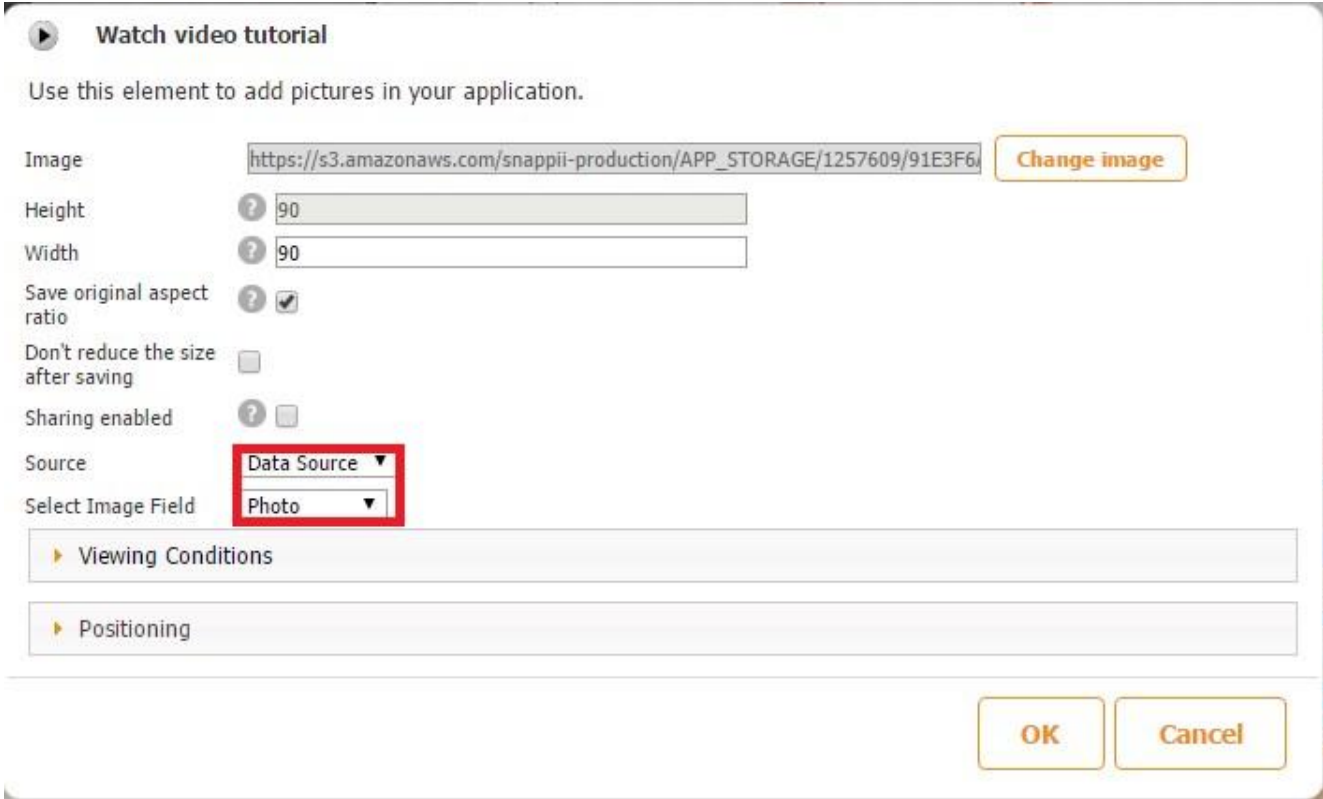 Watch video tutorial
Use this element to add pictures in your application.
Image
https://s3.amazonaws.com/snappii-production/APP_STORAGE/1257609/91E3F6
Change image
Height
? 90
Width
? 90
Save original aspect
ratio
?
Don't reduce the size
after saving
Sharing enabled
?
Source
Data Source
Select Image Field
Photo
Viewing Conditions
Positioning
OK
Cancel